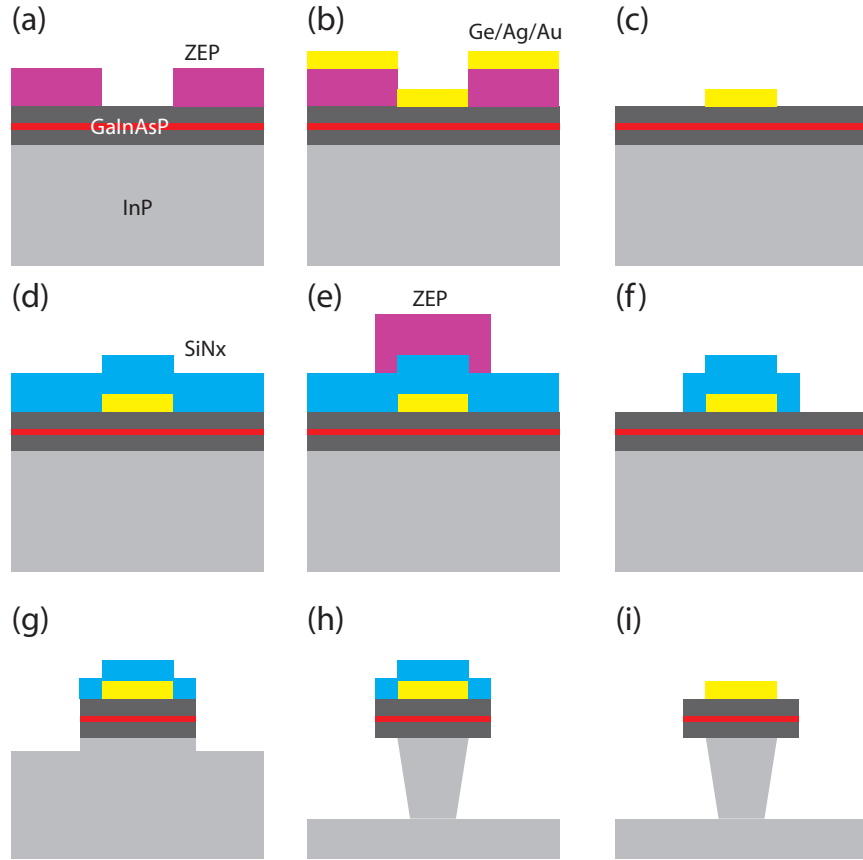 (a)
ZEP
GaInAsP
InP
(b)
Ge/Ag/Au
(c)
(d)
SiNx
(e)
ZEP
(f)
(g)
(h)
(i)